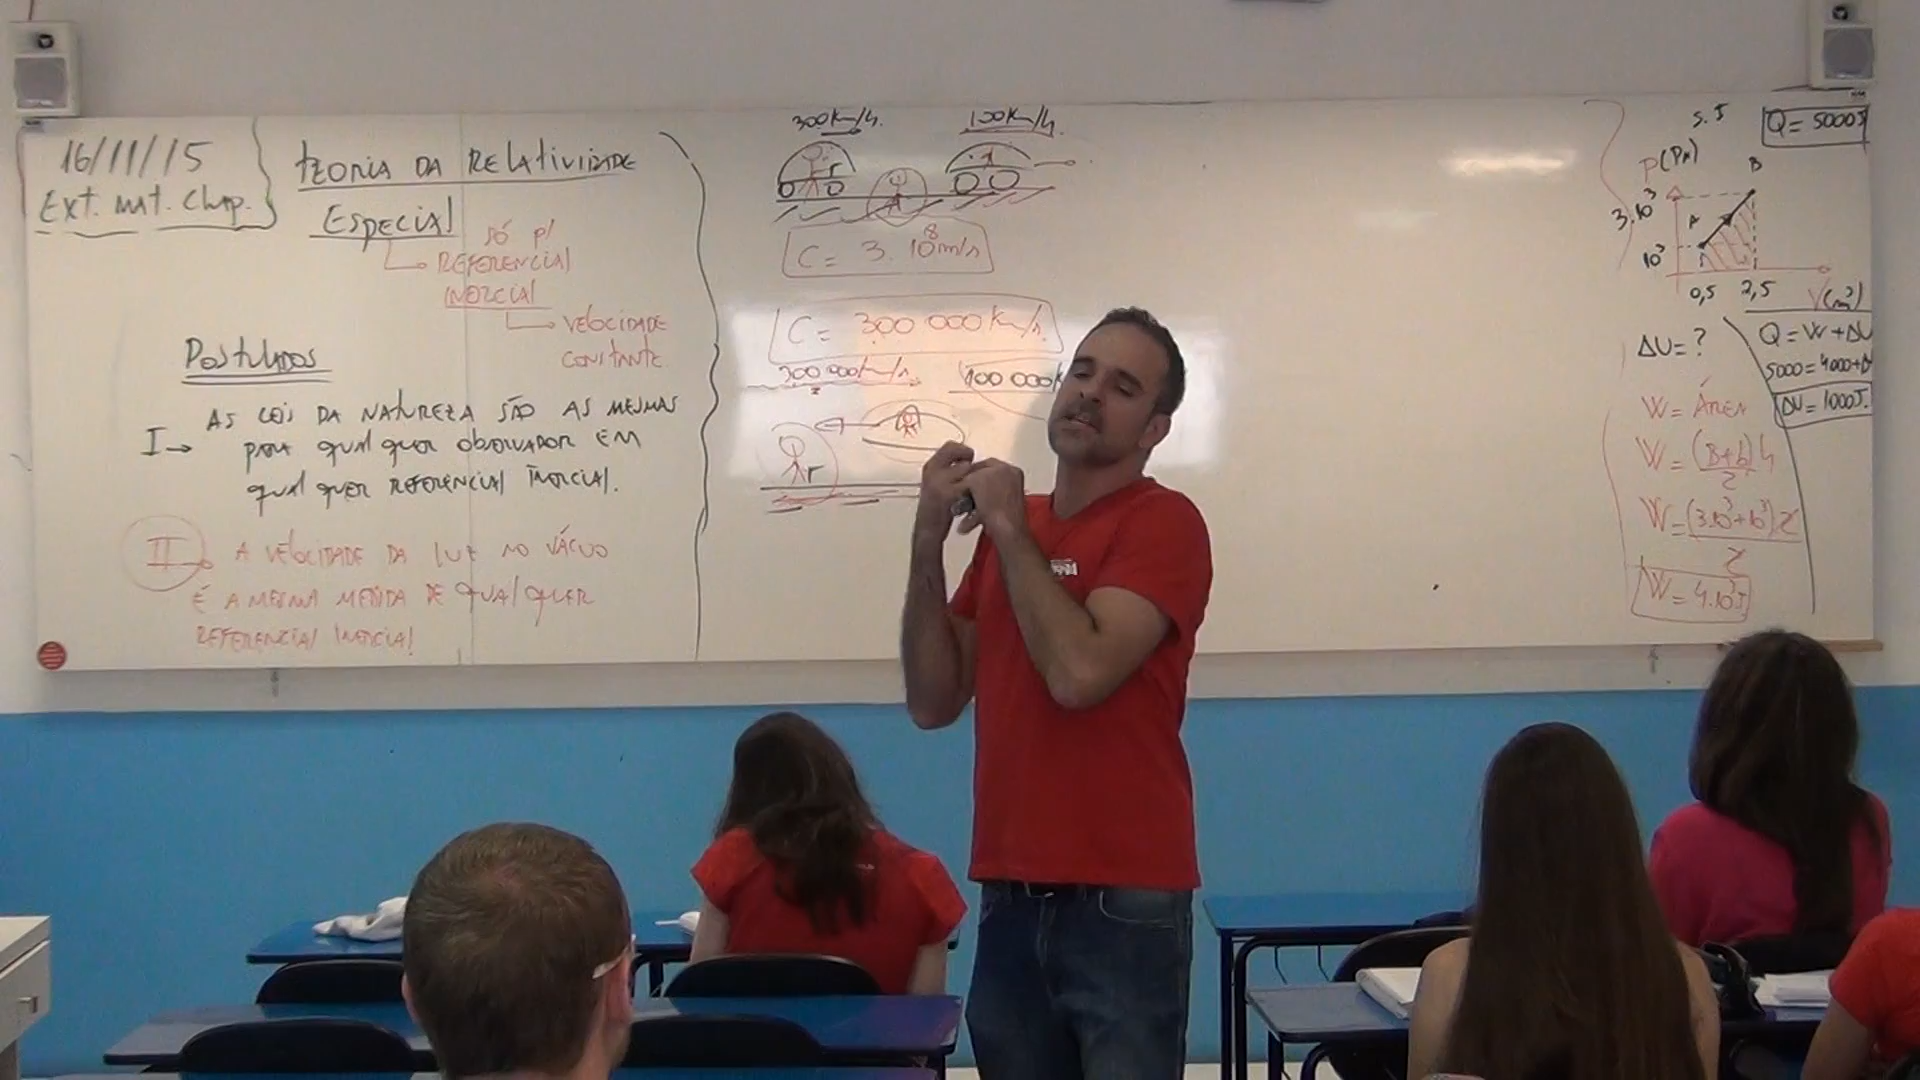 16/11/15
Ext. mat. Chap.
TEORIA DA RELATIVIDADE
ESPECIAL
só p/
REFERENCIAL
INERCIAL
VELOCIDADE
CONSTANTE
POSTULADOS
I→ AS LEIS DA NATUREZA SÃO AS MESMAS
PARA QUALQUER OBSERVADOR EM
QUALQUER REFERENCIAL INERCIAL.
II→ A VELOCIDADE DA LUZ NO VÁCUO
É A MESMA MEDIDA DE QUALQUER
REFERENCIAL INERCIAL
300km/h. 100km/h.
C = 3.10⁸m/s
C = 300 000 km/s
300 000km/s 100 000k
5.5
Q = 5000J
P(Pa)
B
3.10³
A
10³
0,5 2,5 V(m³)
ΔU = ?
W = ÁREA
W = (B+b)h
2
W = (3.10³+10³).2
2
W = 4.10³J
Q = W + ΔU
5000 = 4000+Δ
ΔU = 1000J.